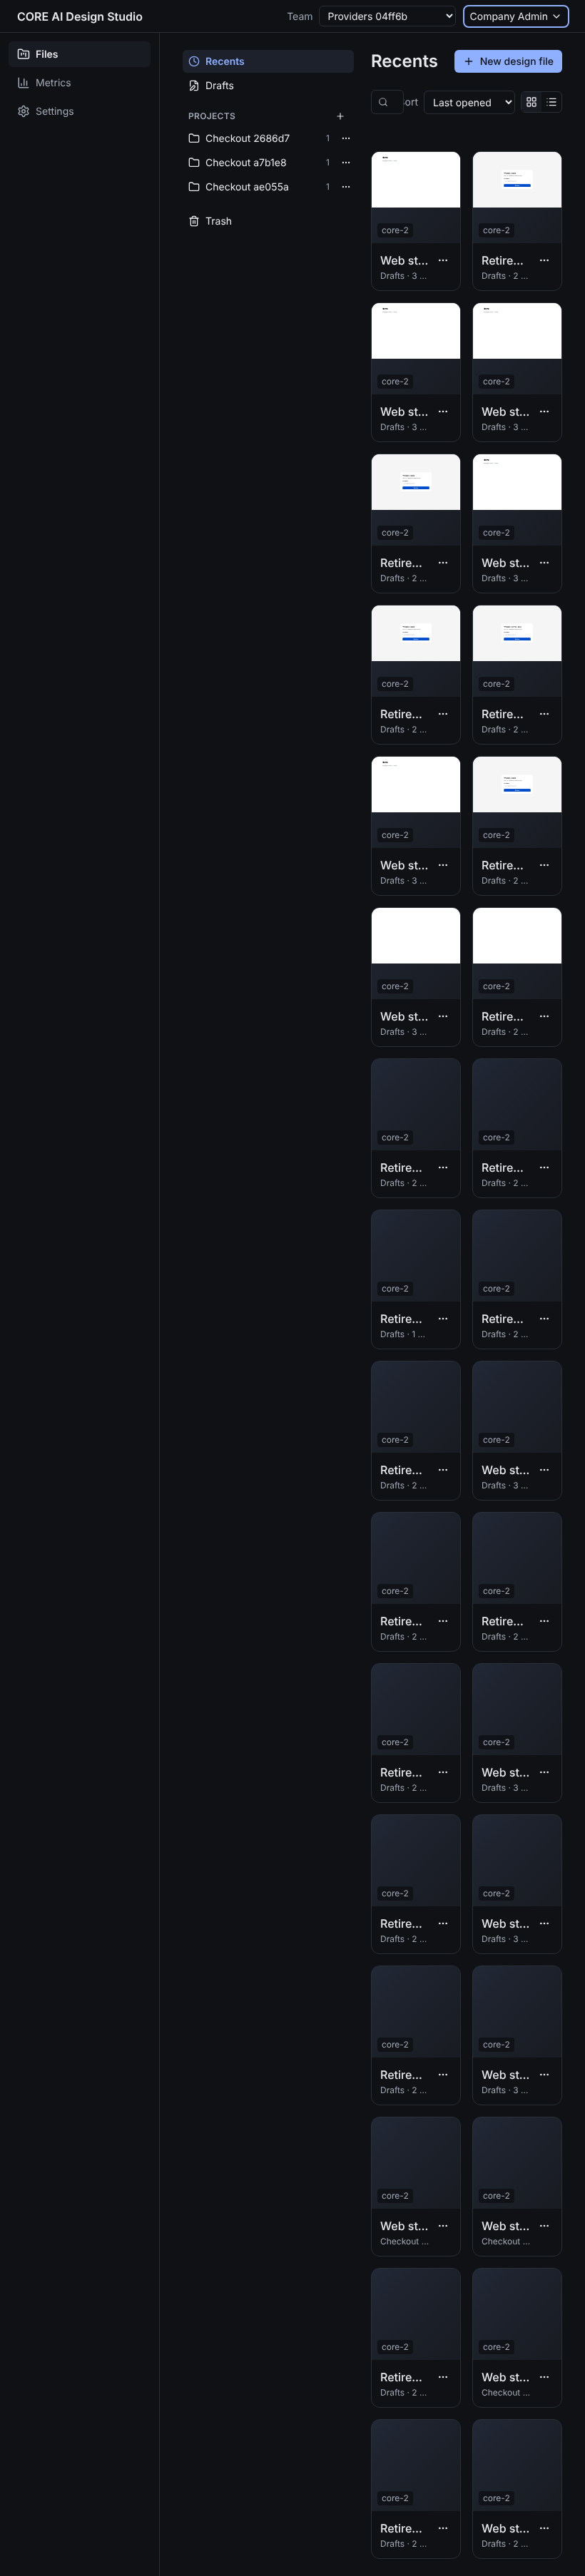 CORE AI Design Studio
Team
Providers 04ff6b
Company Admin
Files
Metrics
Settings
Recents
Drafts
PROJECTS
Checkout 2686d7 1
Checkout a7b1e8 1
Checkout ae055a 1
Trash
Recents
New design file
Last opened
core-2 core-2
Web st... Retire...
Drafts · 3 ... Drafts · 2 ...
core-2 core-2
Web st... Web st...
Drafts · 3 ... Drafts · 3 ...
core-2 core-2
Retire... Web st...
Drafts · 2 ... Drafts · 3 ...
core-2 core-2
Retire... Retire...
Drafts · 2 ... Drafts · 2 ...
core-2 core-2
Web st... Retire...
Drafts · 3 ... Drafts · 2 ...
core-2 core-2
Web st... Retire...
Drafts · 3 ... Drafts · 2 ...
core-2 core-2
Retire... Retire...
Drafts · 2 ... Drafts · 2 ...
core-2 core-2
Retire... Retire...
Drafts · 1 ... Drafts · 2 ...
core-2 core-2
Retire... Web st...
Drafts · 2 ... Drafts · 3 ...
core-2 core-2
Retire... Retire...
Drafts · 2 ... Drafts · 2 ...
core-2 core-2
Retire... Web st...
Drafts · 2 ... Drafts · 3 ...
core-2 core-2
Retire... Web st...
Drafts · 2 ... Drafts · 3 ...
core-2 core-2
Retire... Web st...
Drafts · 2 ... Drafts · 3 ...
core-2 core-2
Web st... Web st...
Checkout ... Checkout ...
core-2 core-2
Retire... Web st...
Drafts · 2 ... Checkout ...
core-2 core-2
Retire... Web st...
Drafts · 2 ... Drafts · 2 ...